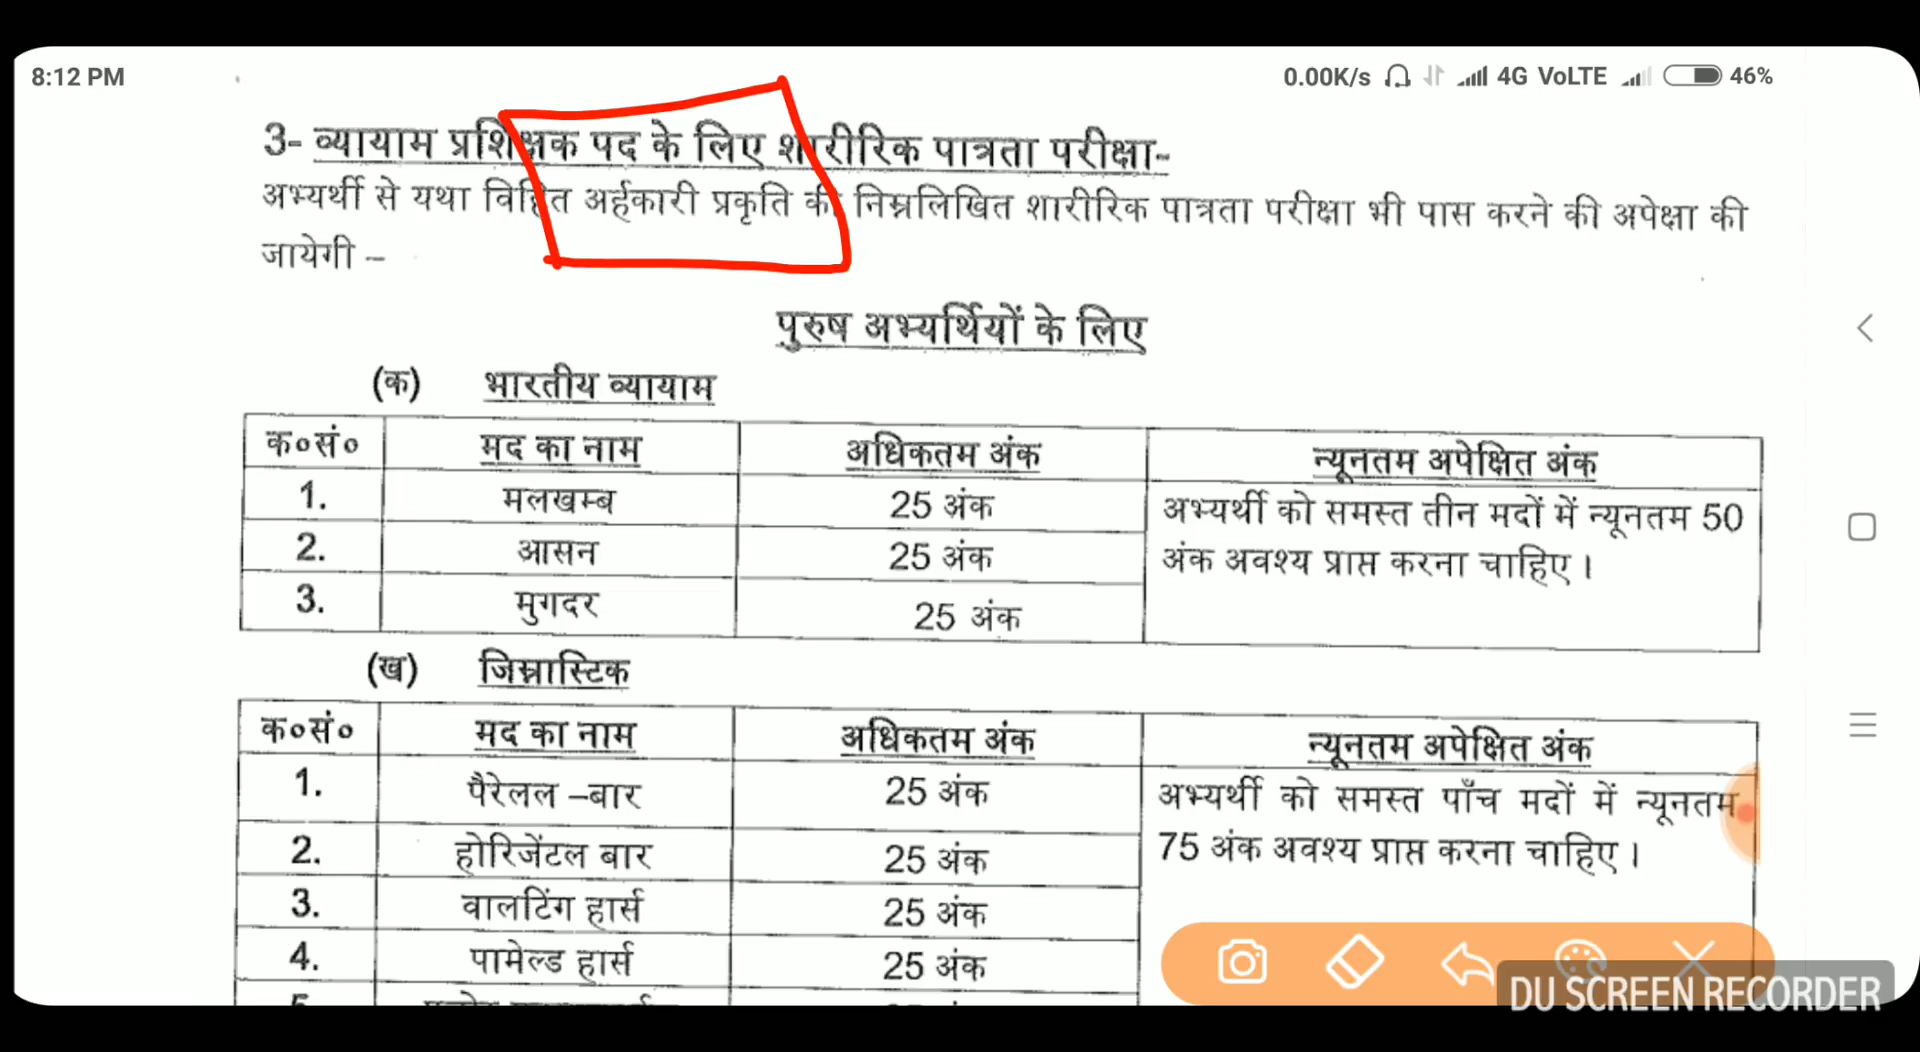 8:12 PM
0.00K/s 4G VoLTE 46%
3- व्यायाम प्रशिक्षक पद के लिए शारीरिक पात्रता परीक्षा-
अभ्यर्थी से यथा विहित अर्हकारी प्रकृति की निम्नलिखित शारीरिक पात्रता परीक्षा भी पास करने की अपेक्षा की
जायेगी –
पुरुष अभ्यर्थियों के लिए
(क) भारतीय व्यायाम
क०सं० मद का नाम अधिकतम अंक न्यूनतम अपेक्षित अंक
1. मलखम्ब 25 अंक अभ्यर्थी को समस्त तीन मदों में न्यूनतम 50
2. आसन 25 अंक अंक अवश्य प्राप्त करना चाहिए ।
3. मुगदर 25 अंक
(ख) जिम्नास्टिक
क०सं० मद का नाम अधिकतम अंक न्यूनतम अपेक्षित अंक
1. पैरेलल –बार 25 अंक अभ्यर्थी को समस्त पाँच मदों में न्यूनतम
2. होरिजेंटल बार 25 अंक 75 अंक अवश्य प्राप्त करना चाहिए ।
3. वालटिंग हार्स 25 अंक
4. पामेल्ड हार्स 25 अंक
DU SCREEN RECORDER